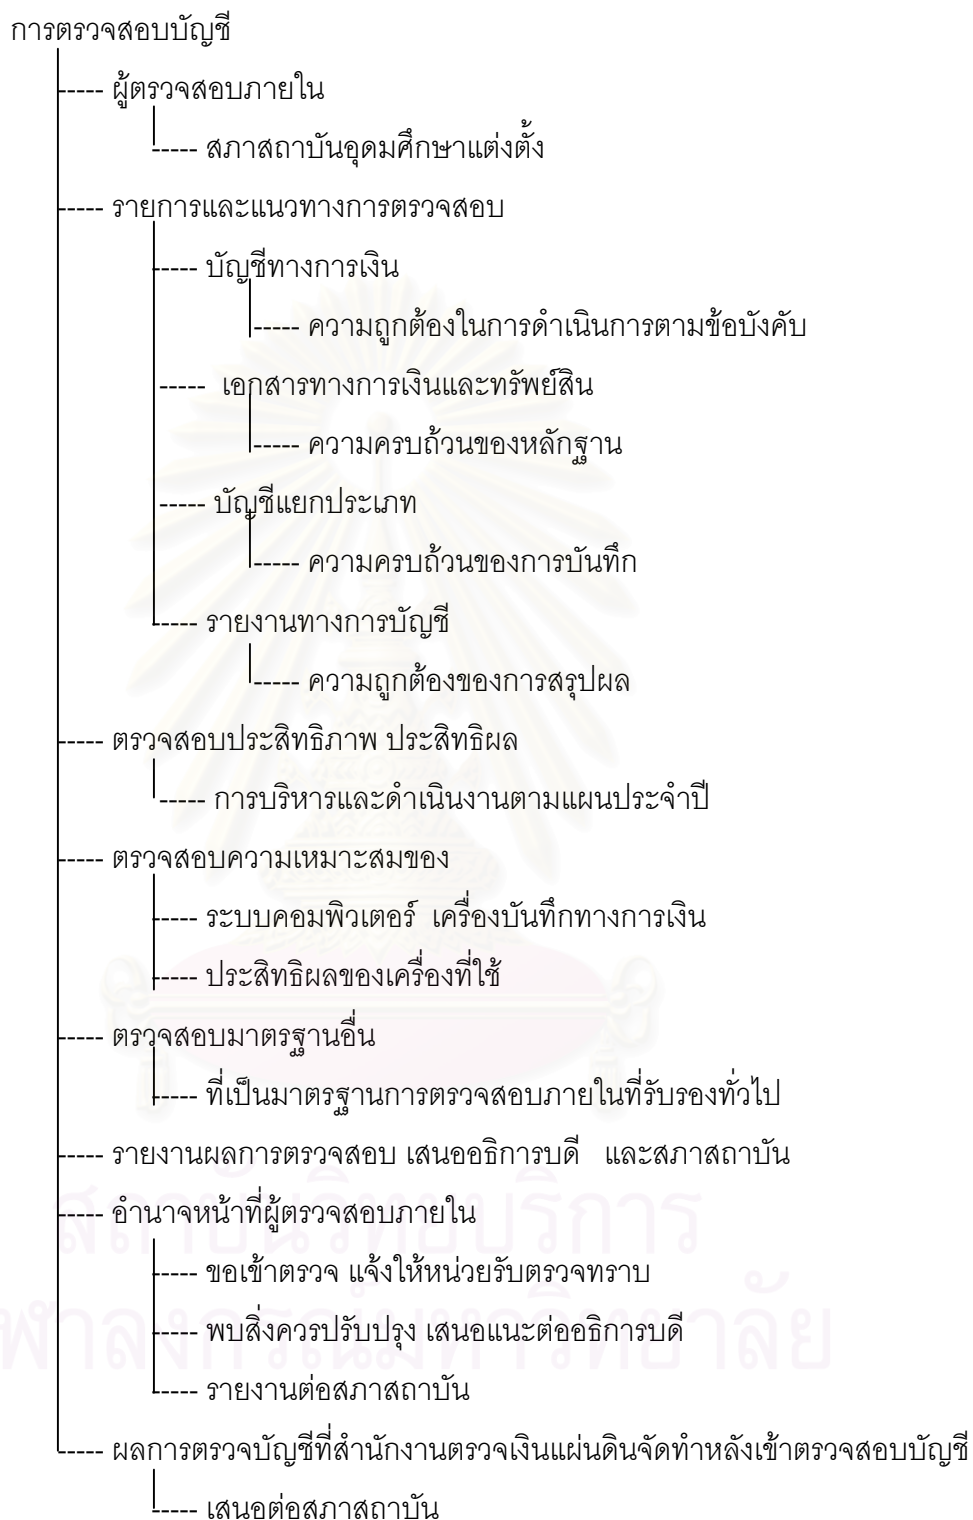 การตรวจสอบบัญชี
----- ผู้ตรวจสอบภายใน
----- สภาสถาบันอุดมศึกษาแต่งตั้ง
----- รายการและแนวทางการตรวจสอบ
----- บัญชีทางการเงิน
----- ความถูกต้องในการดำเนินการตามข้อบังคับ
----- เอกสารทางการเงินและทรัพย์สิน
----- ความครบถ้วนของหลักฐาน
----- บัญชีแยกประเภท
----- ความครบถ้วนของการบันทึก
----- รายงานทางการบัญชี
----- ความถูกต้องของการสรุปผล
----- ตรวจสอบประสิทธิภาพ ประสิทธิผล
----- การบริหารและดำเนินงานตามแผนประจำปี
----- ตรวจสอบความเหมาะสมของ
----- ระบบคอมพิวเตอร์ เครื่องบันทึกทางการเงิน
----- ประสิทธิผลของเครื่องที่ใช้
----- ตรวจสอบมาตรฐานอื่น
----- ที่เป็นมาตรฐานการตรวจสอบภายในที่รับรองทั่วไป
----- รายงานผลการตรวจสอบ เสนออธิการบดี และสภาสถาบัน
สถาบันวิทยบริการ
----- อำนาจหน้าที่ผู้ตรวจสอบภายใน
----- ขอเข้าตรวจ แจ้งให้หน่วยรับตรวจทราบ
ฬาลงกรณ์มหาวิทยาลัย
----- พบสิ่งควรปรับปรุง เสนอแนะต่ออธิการบดี
----- รายงานต่อสภาสถาบัน
----- ผลการตรวจบัญชีที่สำนักงานตรวจเงินแผ่นดินจัดทำหลังเข้าตรวจสอบบัญชี
----- เสนอต่อสภาสถาบัน